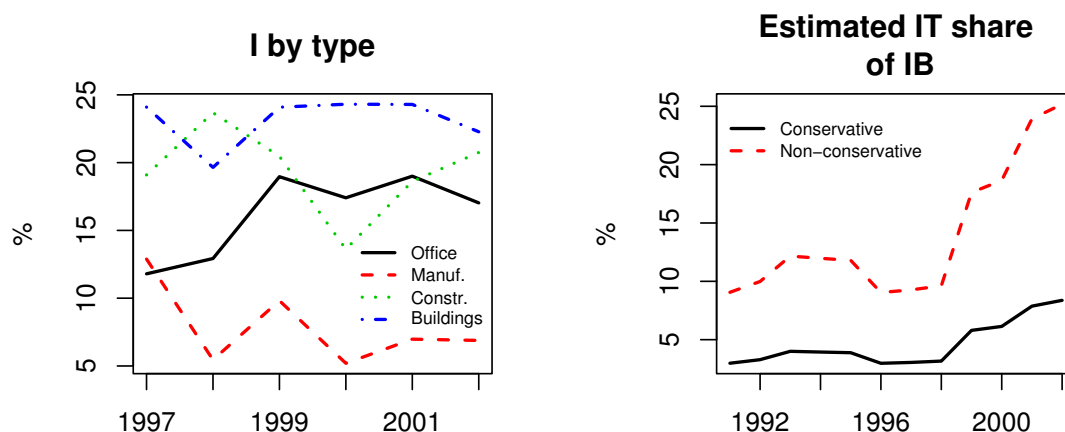 I by type
%
25
20
15
10
5
1997
1999
2001
Office
Manuf.
Constr.
Buildings
Estimated IT share
of IB
%
25
20
15
10
5
1992
1996
2000
Conservative
Non−conservative